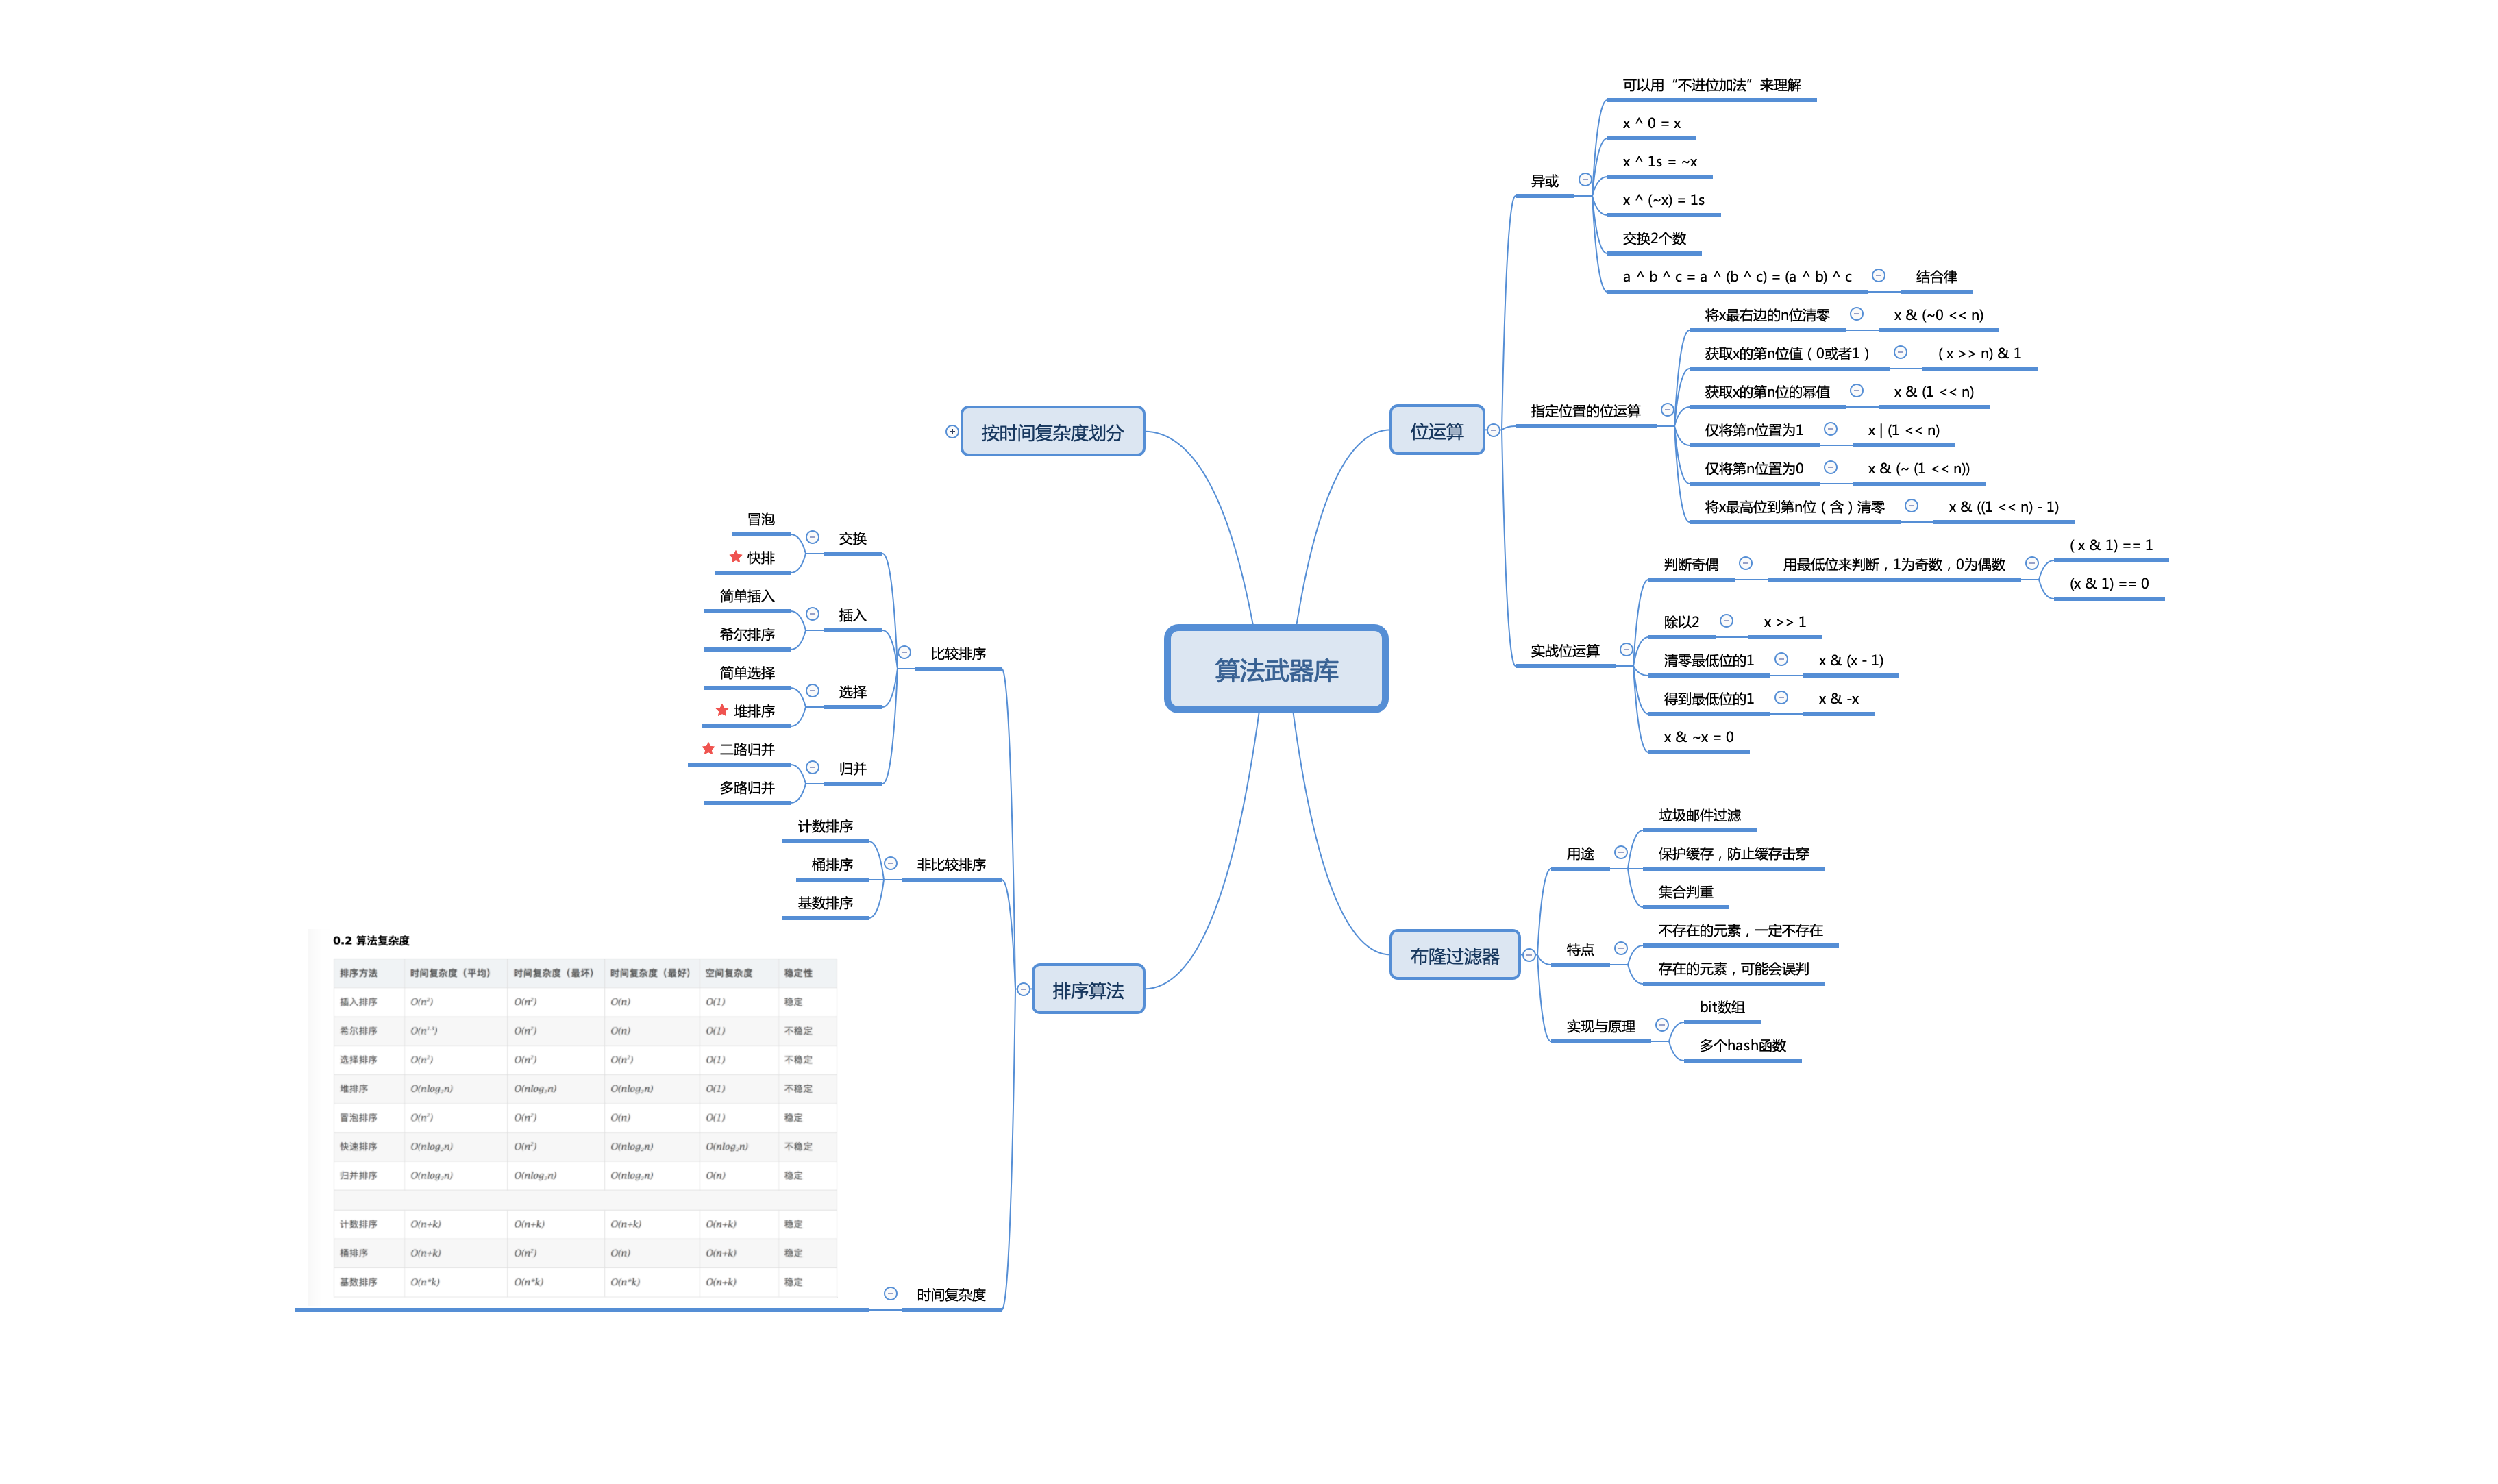 算法武器库
位运算
异或
可以用“不进位加法”来理解
x ^ 0 = x
x ^ 1s = ~x
x ^ (~x) = 1s
交换2个数
a ^ b ^ c = a ^ (b ^ c) = (a ^ b) ^ c
结合律
指定位置的位运算
将x最右边的n位清零
x & (~0 << n)
获取x的第n位值（0或者1）
( x >> n) & 1
获取x的第n位的幂值
x & (1 << n)
仅将第n位置为1
x | (1 << n)
仅将第n位置为0
x & (~ (1 << n))
将x最高位到第n位（含）清零
x & ((1 << n) - 1)
实战位运算
判断奇偶
用最低位来判断，1为奇数，0为偶数
( x & 1) == 1
(x & 1) == 0
除以2
x >> 1
清零最低位的1
x & (x - 1)
得到最低位的1
x & -x
x & ~x = 0
布隆过滤器
用途
垃圾邮件过滤
保护缓存，防止缓存击穿
集合判重
特点
不存在的元素，一定不存在
存在的元素，可能会误判
实现与原理
bit数组
多个hash函数
按时间复杂度划分
排序算法
比较排序
交换
冒泡
快排
插入
简单插入
希尔排序
选择
简单选择
堆排序
归并
二路归并
多路归并
非比较排序
计数排序
桶排序
基数排序
时间复杂度
0.2 算法复杂度
排序方法 时间复杂度（平均） 时间复杂度（最坏） 时间复杂度（最好） 空间复杂度 稳定性
插入排序 O(n²) O(n²) O(n) O(1) 稳定
希尔排序 O(n¹·³) O(n²) O(n) O(1) 不稳定
选择排序 O(n²) O(n²) O(n²) O(1) 不稳定
堆排序 O(nlog₂n) O(nlog₂n) O(nlog₂n) O(1) 不稳定
冒泡排序 O(n²) O(n²) O(n) O(1) 稳定
快速排序 O(nlog₂n) O(n²) O(nlog₂n) O(nlog₂n) 不稳定
归并排序 O(nlog₂n) O(nlog₂n) O(nlog₂n) O(n) 稳定
计数排序 O(n+k) O(n+k) O(n+k) O(n+k) 稳定
桶排序 O(n+k) O(n²) O(n) O(n+k) 稳定
基数排序 O(n*k) O(n*k) O(n*k) O(n+k) 稳定